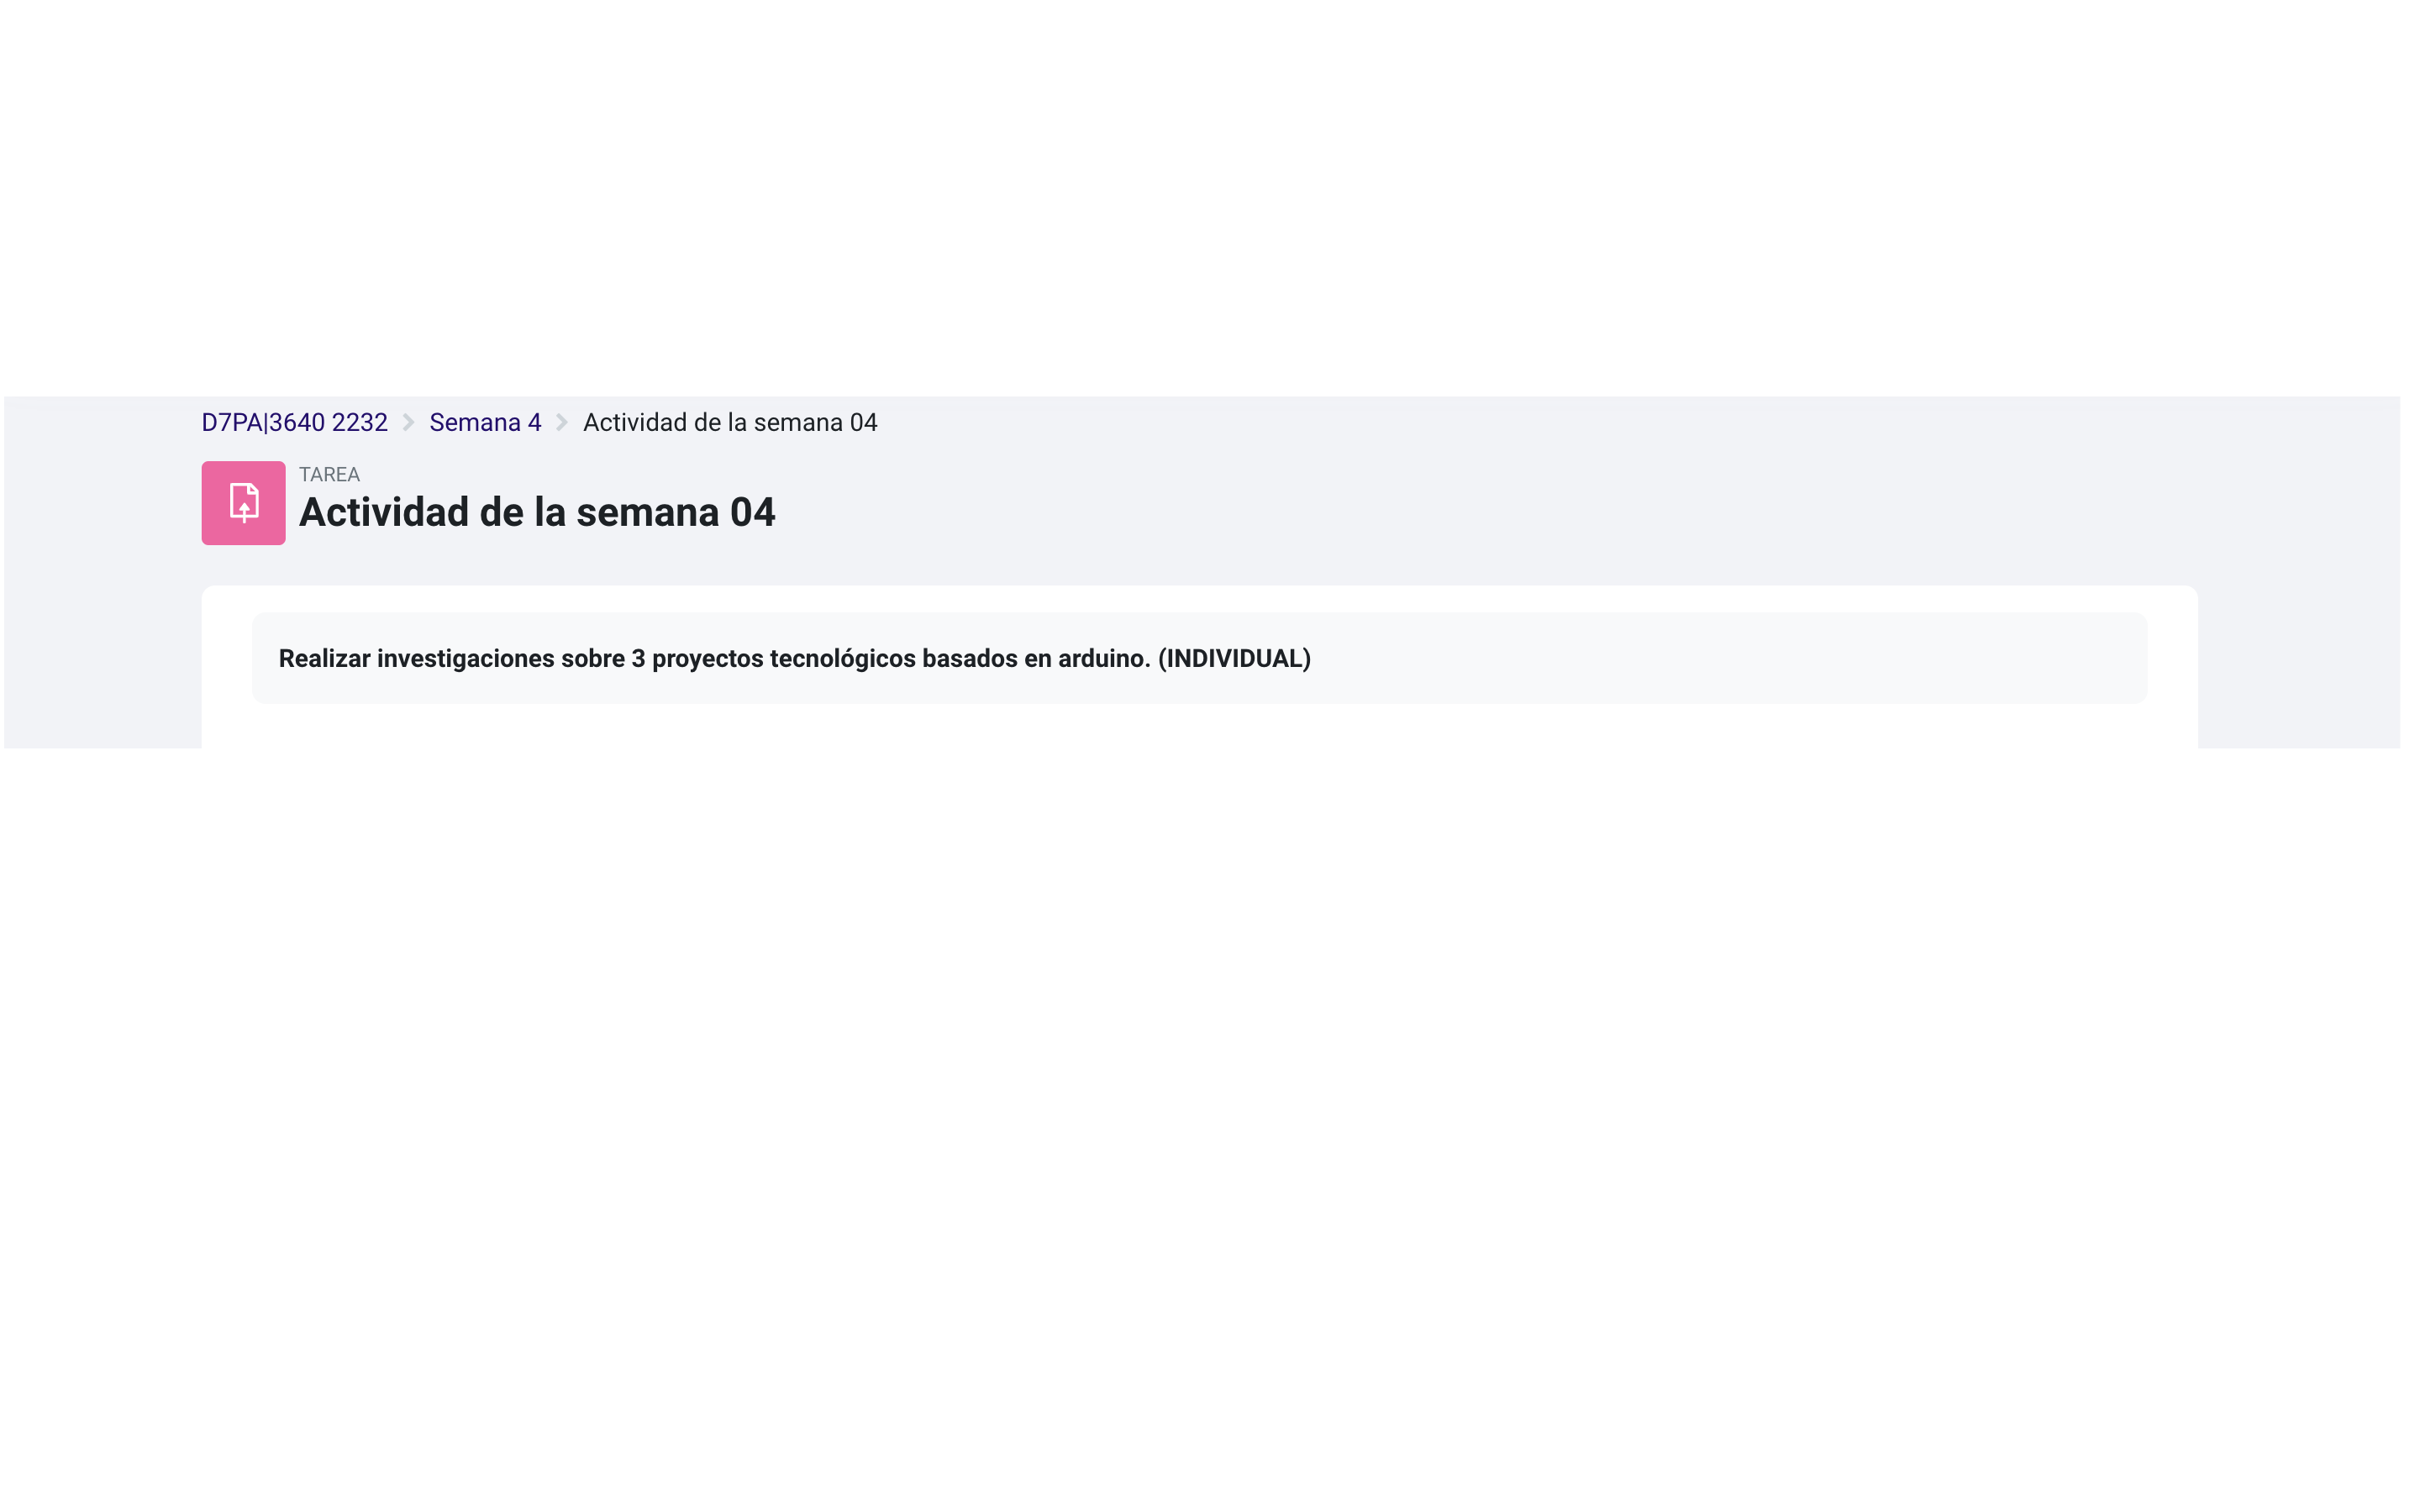 D7PA|3640 2232 > Semana 4 > Actividad de la semana 04
TAREA
Actividad de la semana 04
Realizar investigaciones sobre 3 proyectos tecnológicos basados en arduino. (INDIVIDUAL)